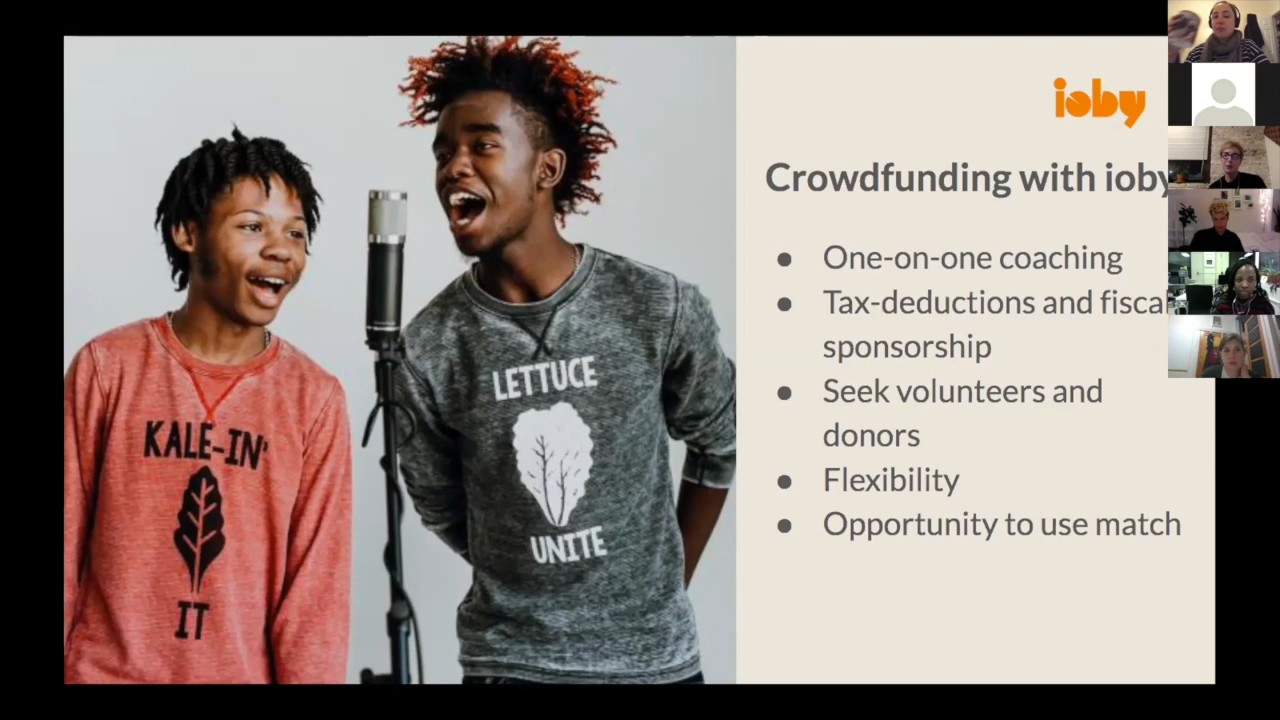 KALE-IN'
IT
LETTUCE
UNITE
ioby
Crowdfunding with ioby
One-on-one coaching
Tax-deductions and fisca
sponsorship
Seek volunteers and
donors
Flexibility
Opportunity to use match